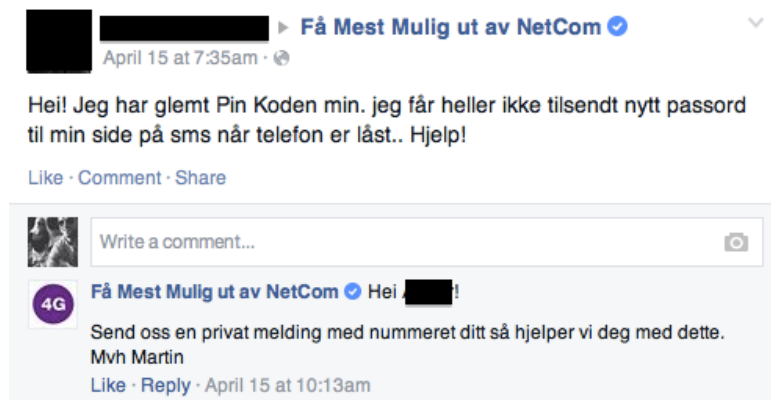 Få Mest Mulig ut av NetCom
April 15 at 7:35am ·
Hei! Jeg har glemt Pin Koden min. jeg får heller ikke tilsendt nytt passord
til min side på sms når telefon er låst.. Hjelp!
Like · Comment · Share
Write a comment...
4G
Få Mest Mulig ut av NetCom Hei !
Send oss en privat melding med nummeret ditt så hjelper vi deg med dette.
Mvh Martin
Like · Reply · April 15 at 10:13am